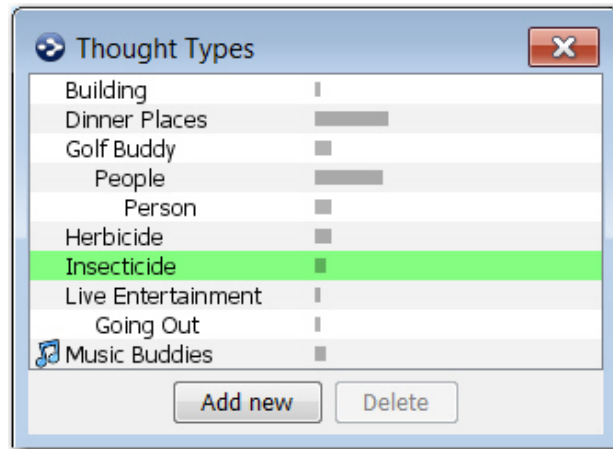 Thought Types
Building
Dinner Places
Golf Buddy
People
Person
Herbicide
Insecticide
Live Entertainment
Going Out
Music Buddies
Add new
Delete